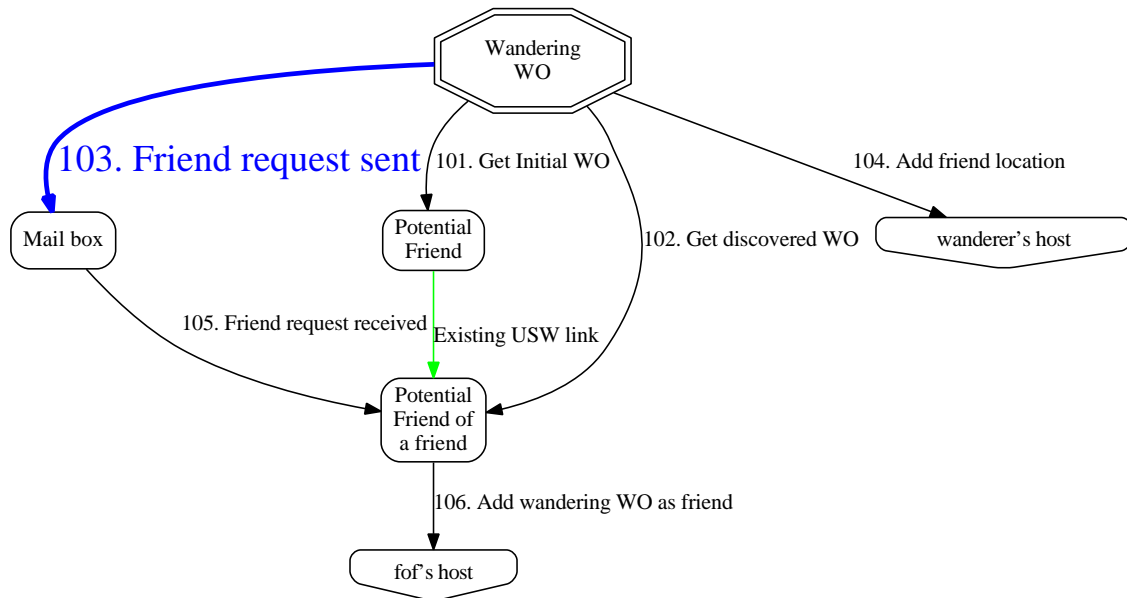 Wandering
WO
103. Friend request sent
101. Get Initial WO
104. Add friend location
Mail box
Potential
Friend
102. Get discovered WO
wanderer's host
105. Friend request received
Existing USW link
Potential
Friend of
a friend
106. Add wandering WO as friend
fof's host